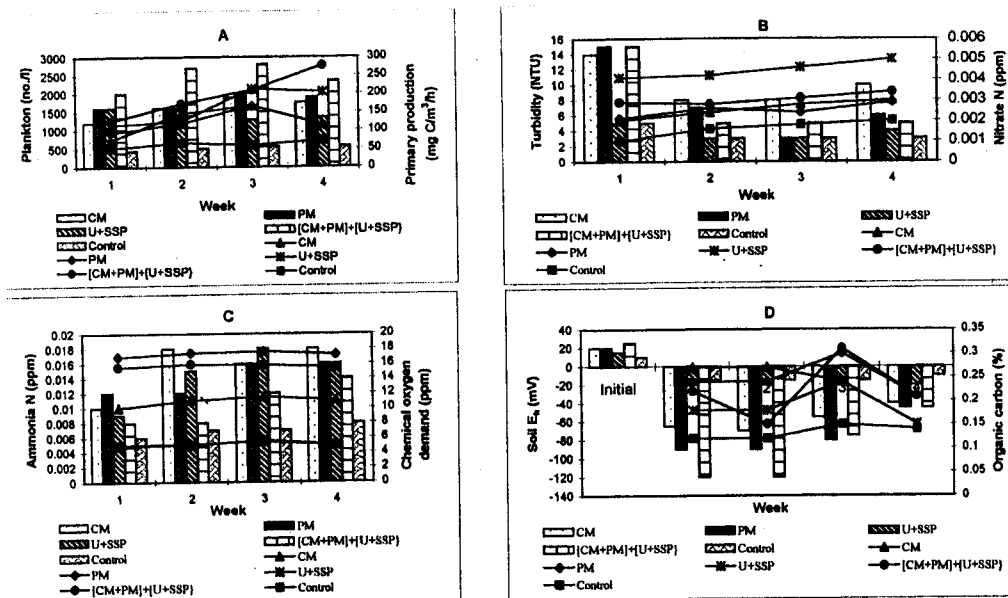 A
Plankton (no./l)
3000
2500
2000
1500
1000
500
0
300
250
200
150
100
50
0
Primary production
(mg C/m³/h)
1 2 3 4
Week
CM PM
U+SSP [CM+PM]+[U+SSP}
Control CM
PM U+SSP
[CM+PM]+[U+SSP} Control
B
Turbidity (NTU)
16
14
12
10
8
6
4
2
0
0.006
0.005
0.004
0.003
0.002
0.001
0
Nitrate N (ppm)
1 2 3 4
Week
CM PM U+SSP
[CM+PM]+[U+SSP} Control CM
PM U+SSP [CM+PM]+[U+SSP}
Control
C
Ammonia N (ppm)
0.02
0.018
0.016
0.014
0.012
0.01
0.008
0.006
0.004
0.002
0
20
18
16
14
12
10
8
6
4
2
0
Chemical oxygen
demand (ppm)
1 2 3 4
Week
CM PM
U+SSP [CM+PM]+[U+SSP}
Control CM
PM U+SSP
[CM+PM]+[U+SSP} Control
D
Soil Eh (mV)
40
20
0
-20
-40
-60
-80
-100
-120
-140
0.35
0.3
0.25
0.2
0.15
0.1
0.05
0
Organic carbon (%)
Initial
Week
CM PM U+SSP
[CM+PM]+[U+SSP} Control CM
PM U+SSP [CM+PM]+[U+SSP}
Control